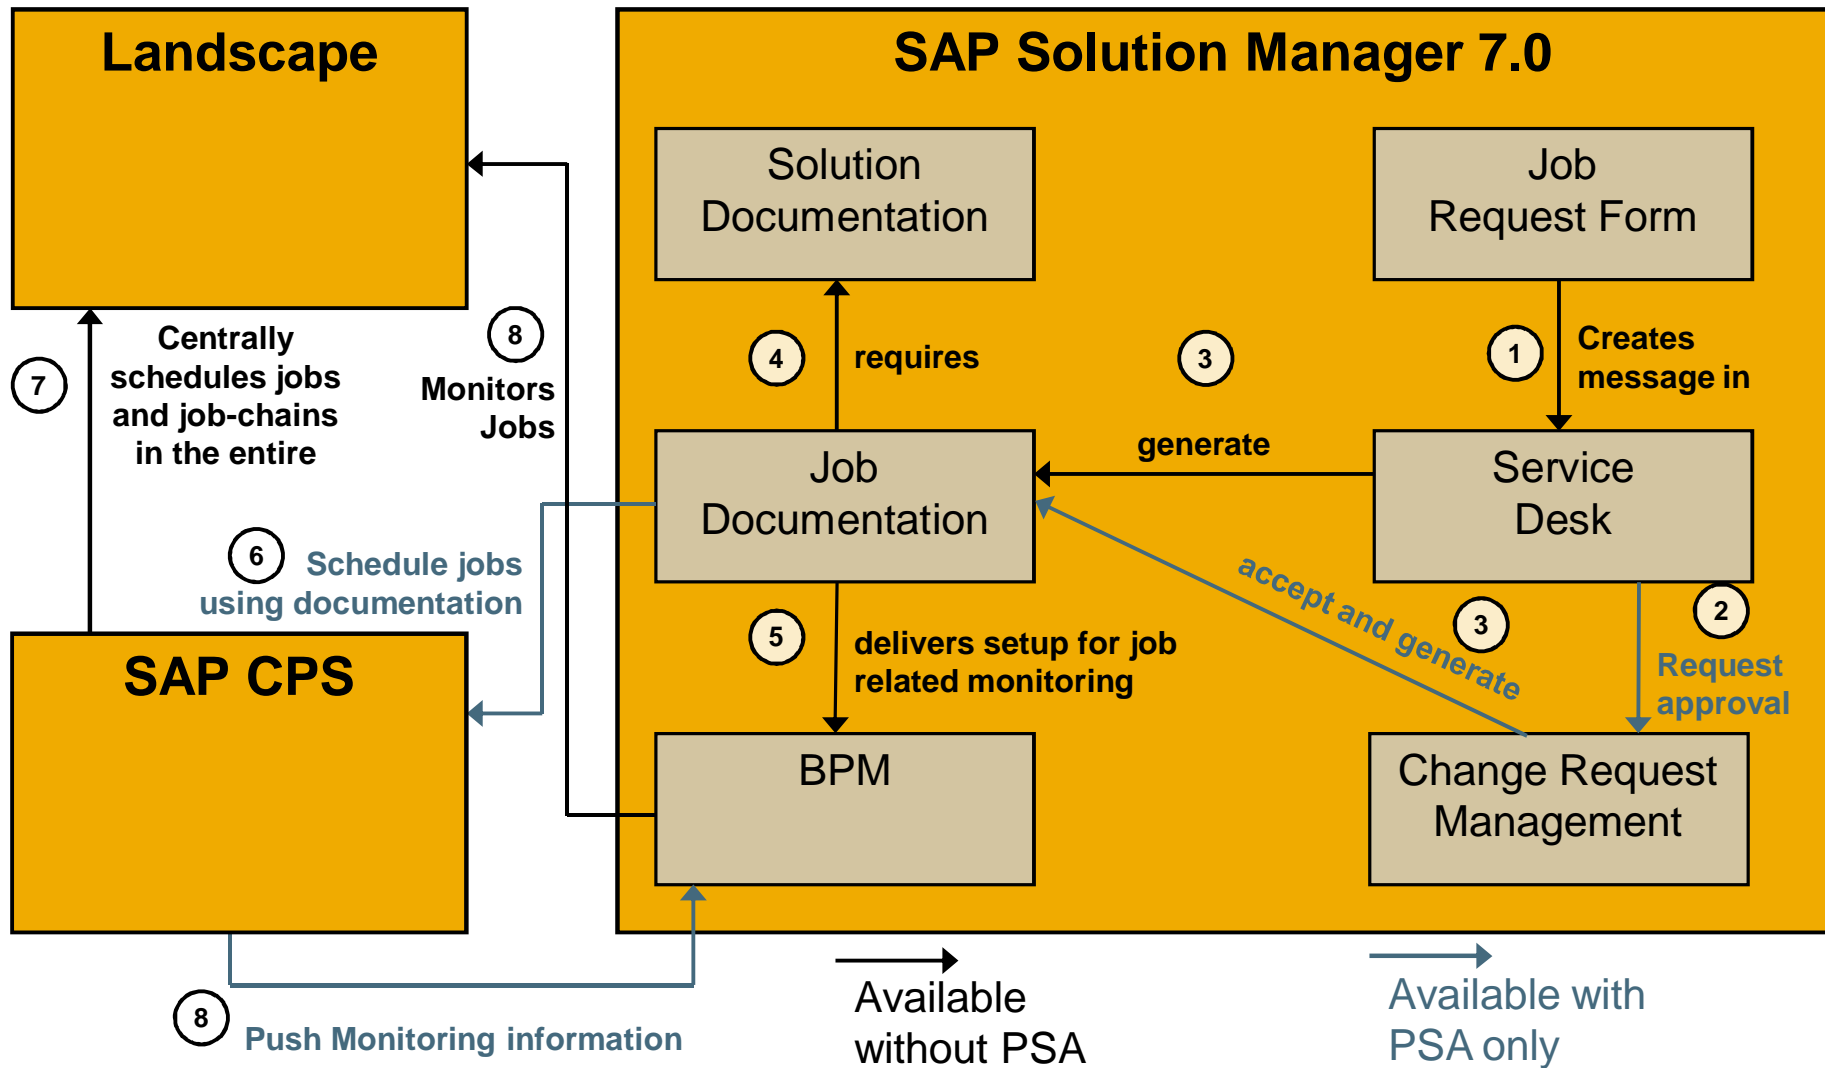 Landscape
SAP Solution Manager 7.0
Solution
Documentation
Job
Request Form
7
Centrally
schedules jobs
and job-chains
in the entire
8
Monitors
Jobs
4
requires
3
1
Creates
message in
generate
Job
Documentation
Service
Desk
6
Schedule jobs
using documentation
accept and generate
3
2
Request
approval
5
delivers setup for job
related monitoring
SAP CPS
BPM
Change Request
Management
8
Push Monitoring information
Available
without PSA
Available with
PSA only